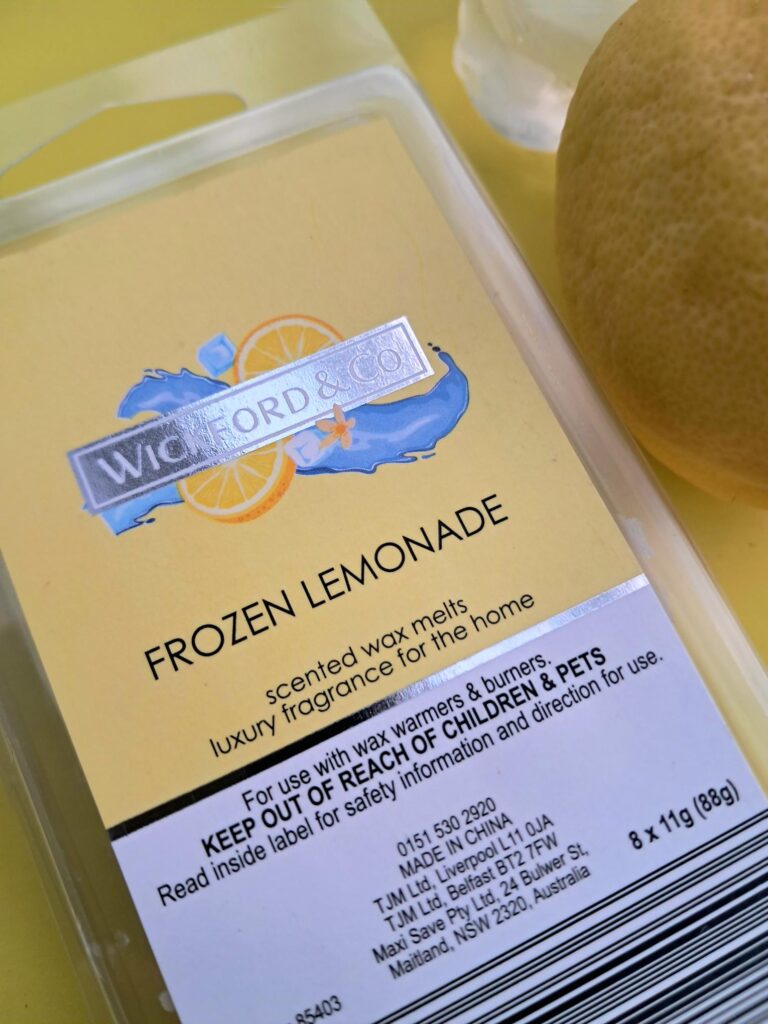 WICKFORD & CO
FROZEN LEMONADE
scented wax melts
luxury fragrance for the home
For use with wax warmers & burners.
KEEP OUT OF REACH OF CHILDREN & PETS
Read inside label for safety information and direction for use.
0151 530 2920
MADE IN CHINA
TJM Ltd, Liverpool L11 0JA
TJM Ltd, Belfast BT2 7FW
Maxi Save Pty Ltd, 24 Bulwer St,
Maitland, NSW 2320, Australia
8 x 11g (88g)
85403